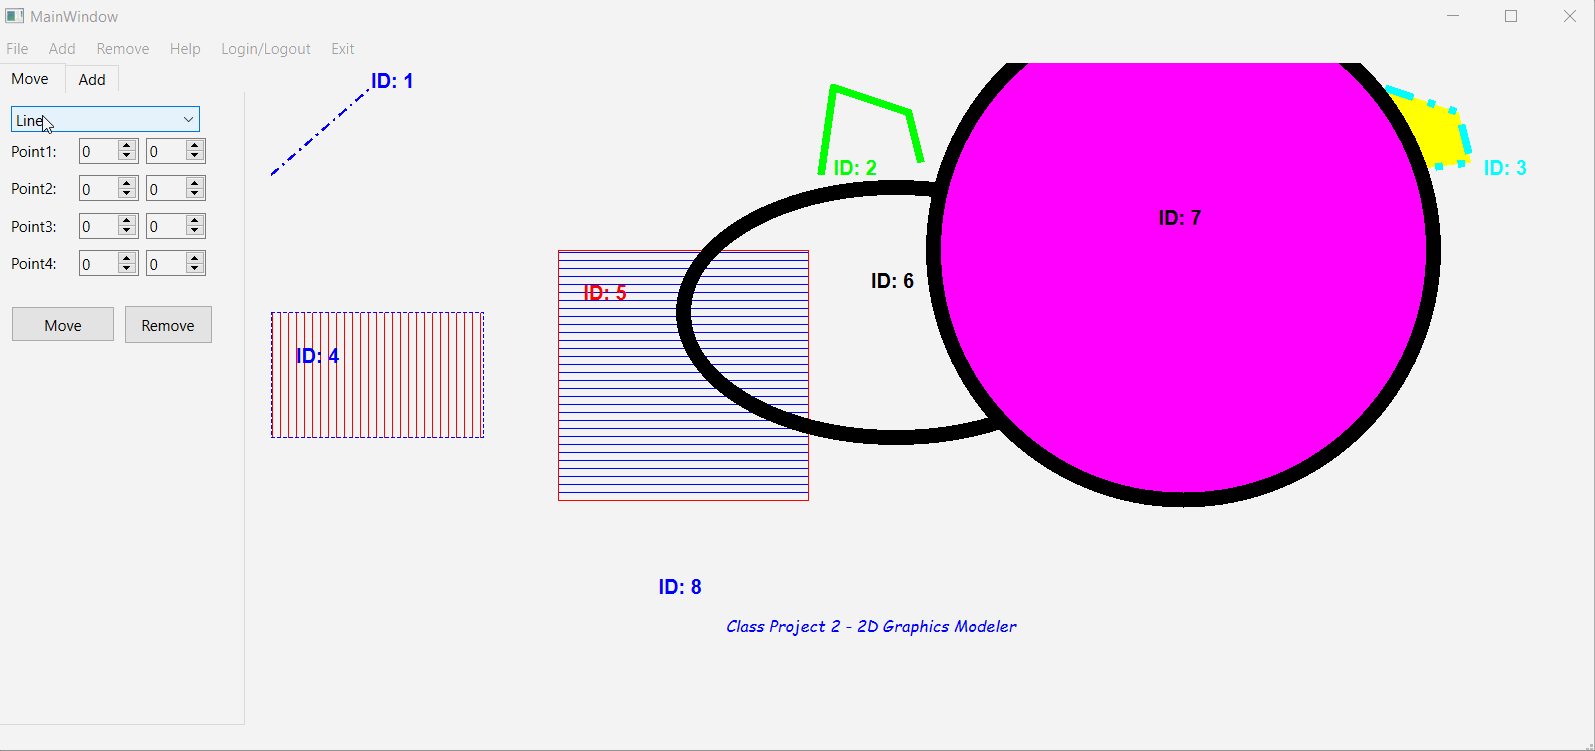 MainWindow
File Add Remove Help Login/Logout Exit
Move Add
Line
Point1: 0 0
Point2: 0 0
Point3: 0 0
Point4: 0 0
Move Remove
ID: 1
ID: 2
ID: 3
ID: 7
ID: 6
ID: 5
ID: 4
ID: 8
Class Project 2 - 2D Graphics Modeler